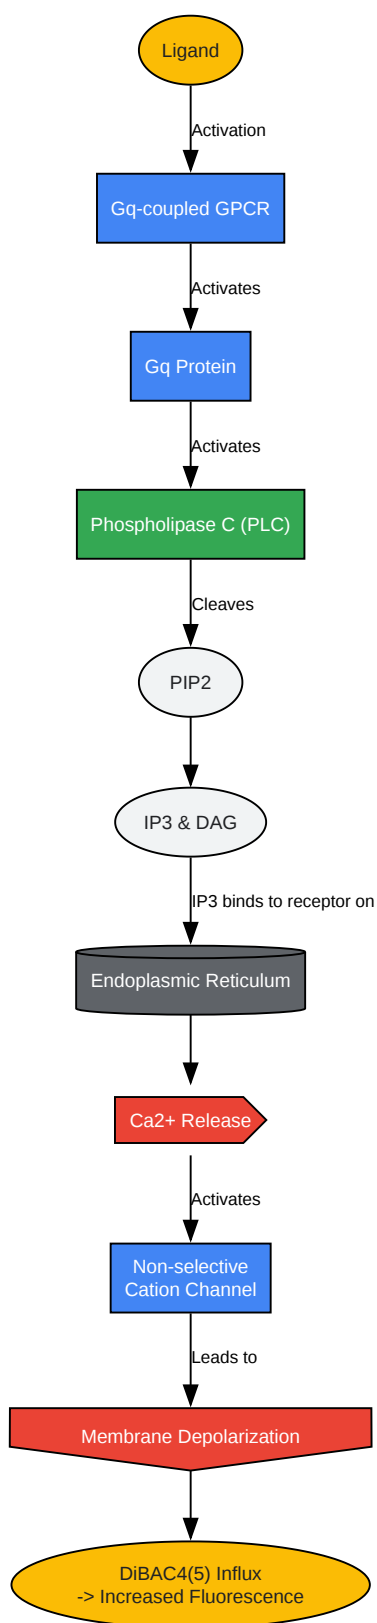 Ligand
Activation
Gq-coupled GPCR
Activates
Gq Protein
Activates
Phospholipase C (PLC)
Cleaves
PIP2
IP3 & DAG
IP3 binds to receptor on
Endoplasmic Reticulum
Ca2+ Release
Activates
Non-selective
Cation Channel
Leads to
Membrane Depolarization
DiBAC4(5) Influx
-> Increased Fluorescence